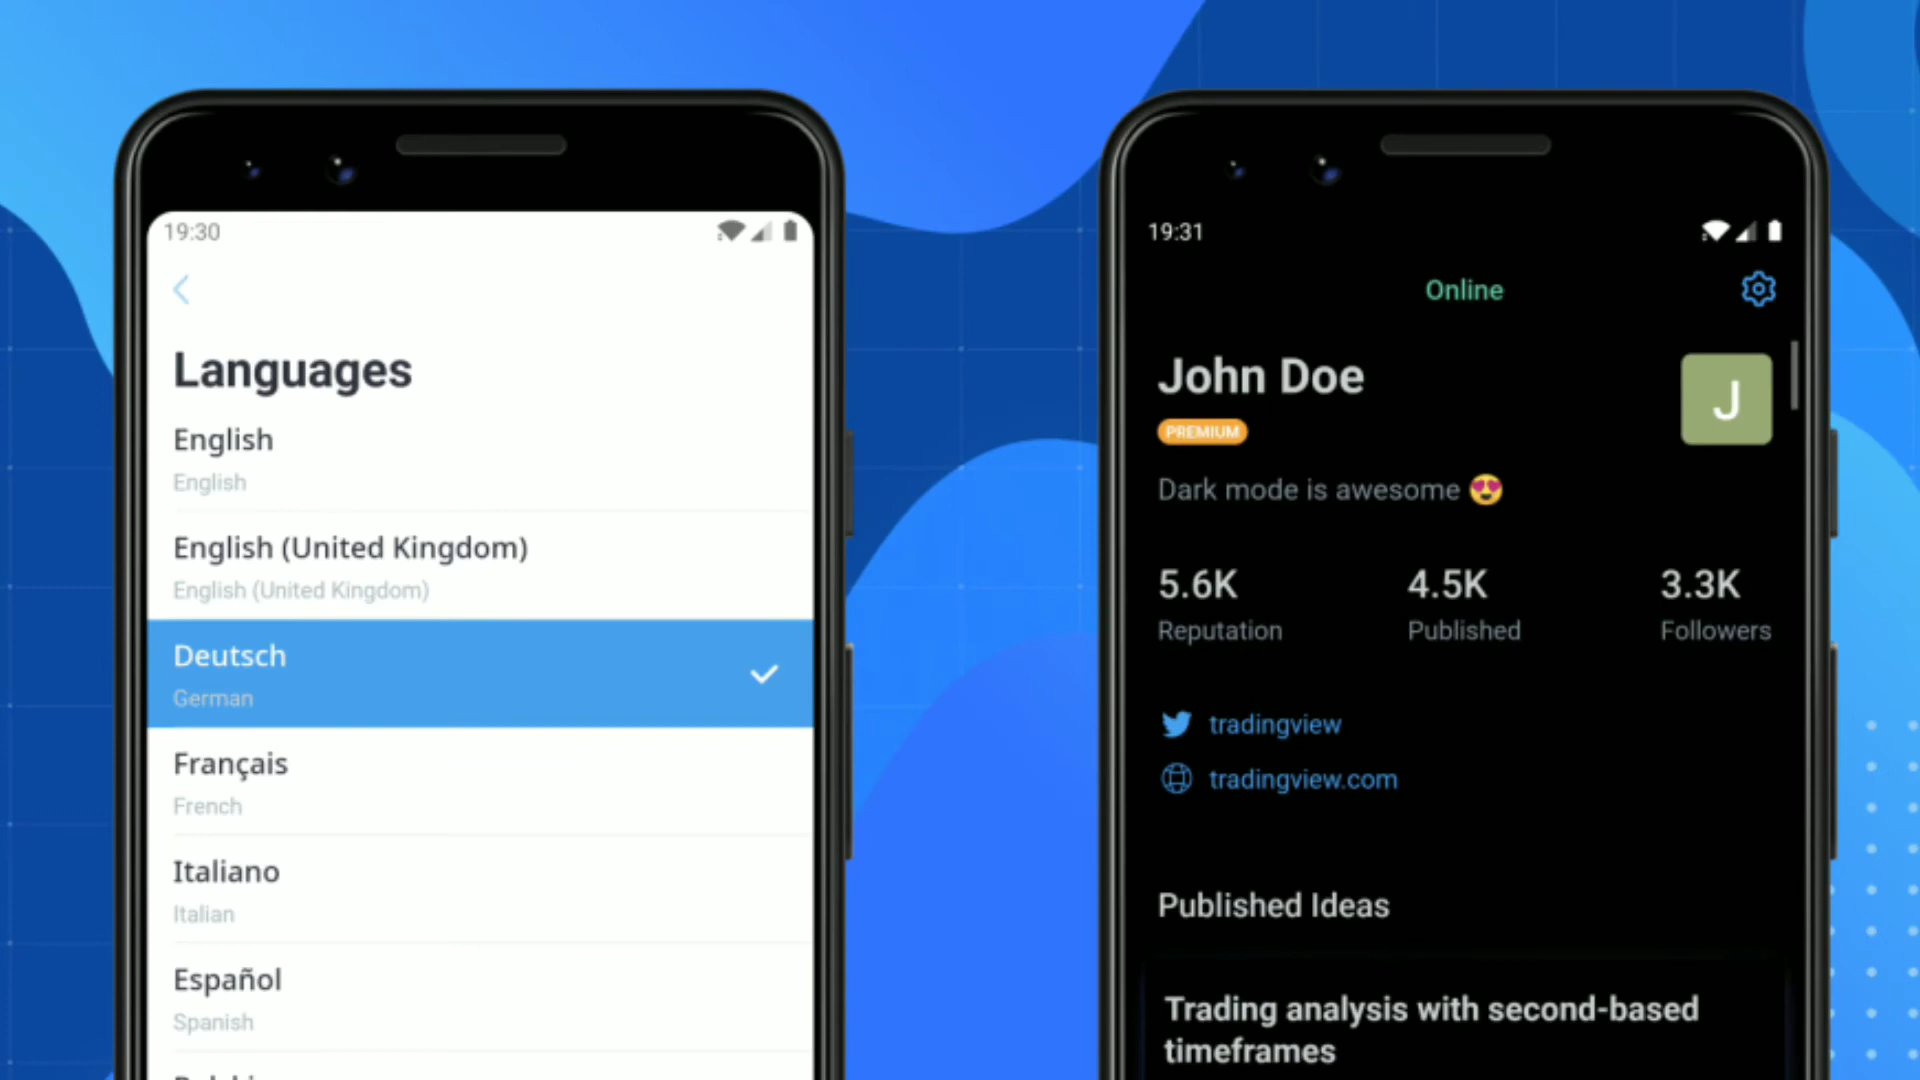 19:30
Languages
English
English
English (United Kingdom)
English (United Kingdom)
Deutsch
German
Français
French
Italiano
Italian
Español
Spanish
19:31
Online
John Doe
J
PREMIUM
Dark mode is awesome 😍
5.6K
4.5K
3.3K
Reputation
Published
Followers
tradingview
tradingview.com
Published Ideas
Trading analysis with second-based
timeframes